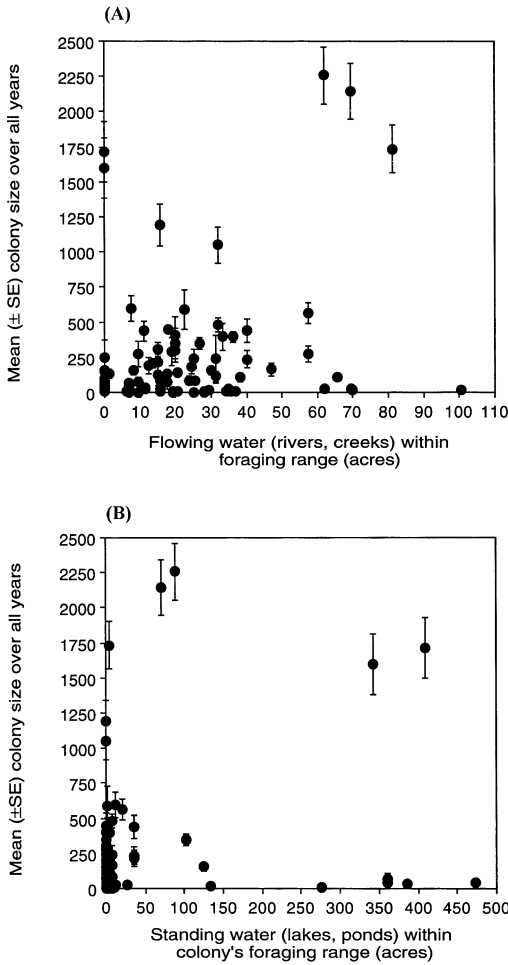 (A)
Mean (± SE) colony size over all years
2500
2250
2000
1750
1500
1250
1000
750
500
250
0
0 10 20 30 40 50 60 70 80 90 100 110
Flowing water (rivers, creeks) within
foraging range (acres)
(B)
Mean (±SE) colony size over all years
2500
2250
2000
1750
1500
1250
1000
750
500
250
0
0 50 100 150 200 250 300 350 400 450 500
Standing water (lakes, ponds) within
colony's foraging range (acres)